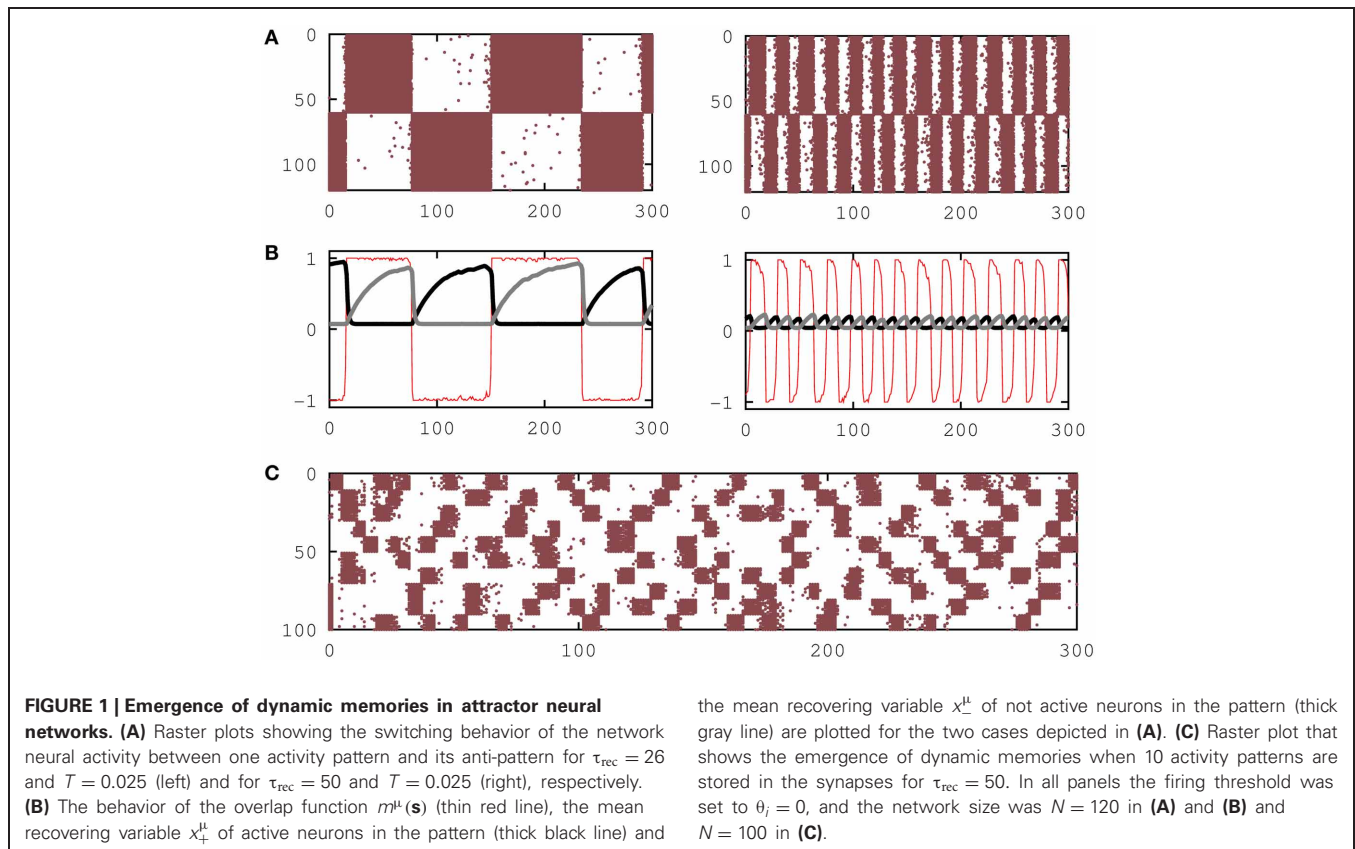 A
0
50
100
0
100
200
300
0
50
100
0
100
200
300
B
1
0
−1
0
100
200
300
1
0
−1
0
100
200
300
C
0
50
100
0
100
200
300
FIGURE 1 | Emergence of dynamic memories in attractor neural
networks. (A) Raster plots showing the switching behavior of the network
neural activity between one activity pattern and its anti-pattern for τrec = 26
and T = 0.025 (left) and for τrec = 50 and T = 0.025 (right), respectively.
(B) The behavior of the overlap function mμ(s) (thin red line), the mean
recovering variable xμ+ of active neurons in the pattern (thick black line) and
the mean recovering variable xμ− of not active neurons in the pattern (thick
gray line) are plotted for the two cases depicted in (A). (C) Raster plot that
shows the emergence of dynamic memories when 10 activity patterns are
stored in the synapses for τrec = 50. In all panels the firing threshold was
set to θi = 0, and the network size was N = 120 in (A) and (B) and
N = 100 in (C).